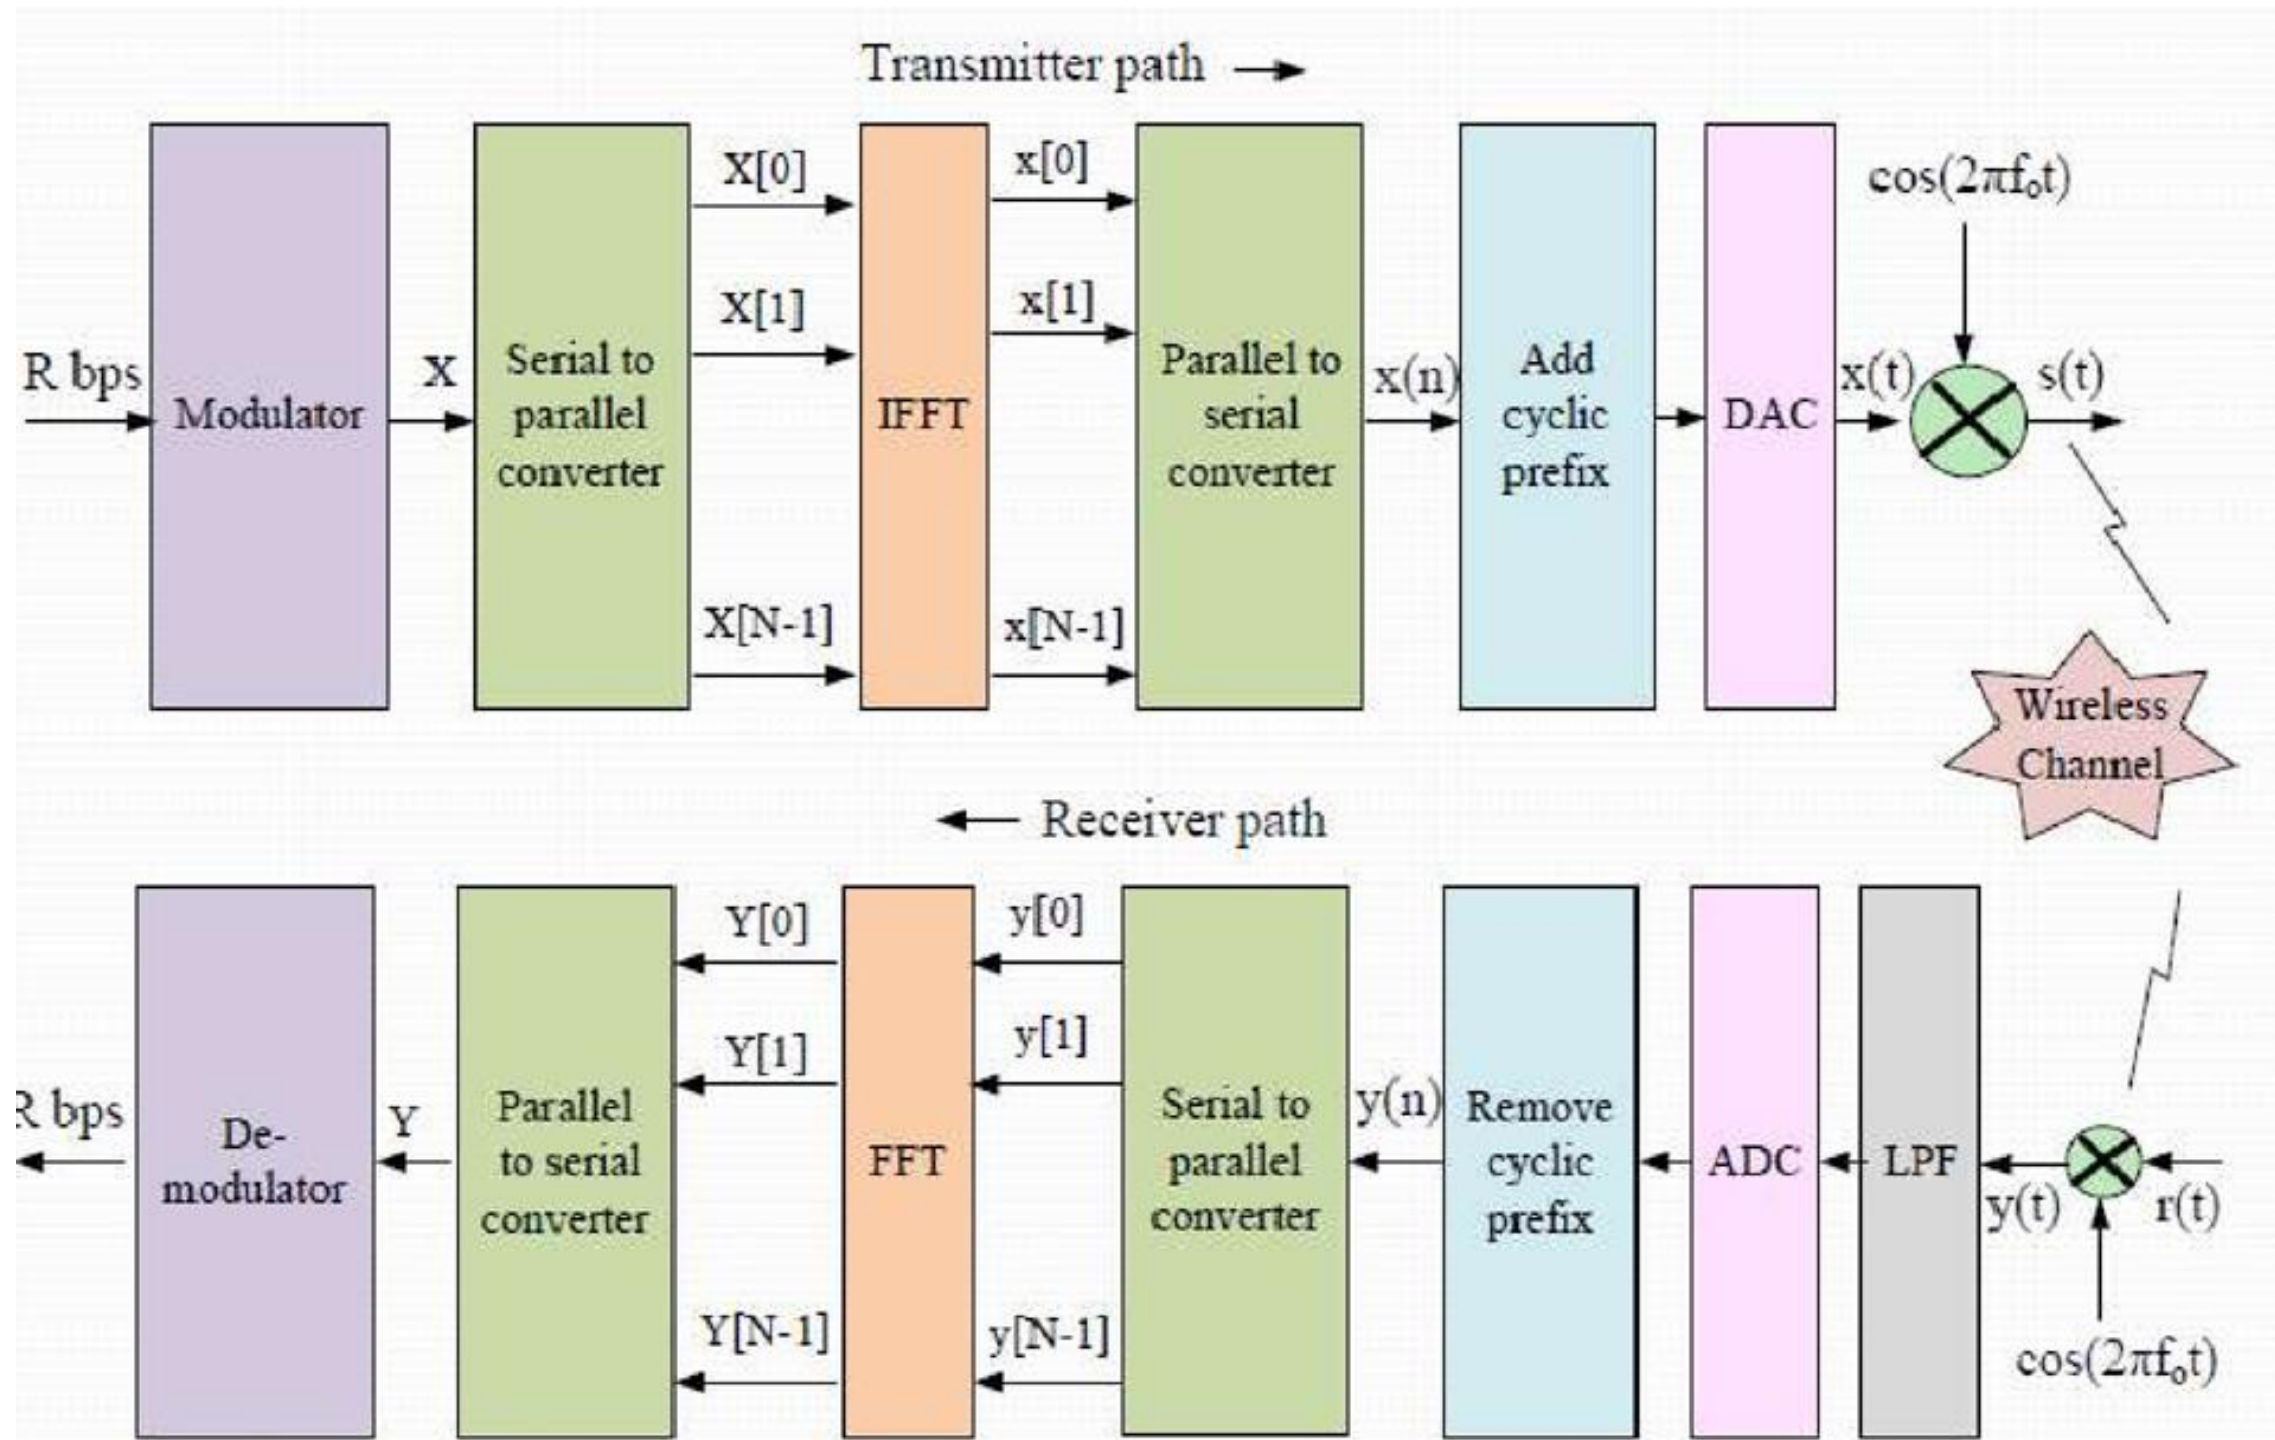 Transmitter path
R bps
Modulator
X
Serial to
parallel
converter
X[0]
X[1]
X[N-1]
IFFT
x[0]
x[1]
x[N-1]
Parallel to
serial
converter
x(n)
Add
cyclic
prefix
DAC
x(t)
cos(2πfₒt)
s(t)
Wireless
Channel
Receiver path
R bps
De-
modulator
Y
Parallel
to serial
converter
Y[0]
Y[1]
Y[N-1]
FFT
y[0]
y[1]
y[N-1]
Serial to
parallel
converter
y(n)
Remove
cyclic
prefix
ADC
LPF
y(t)
r(t)
cos(2πfₒt)